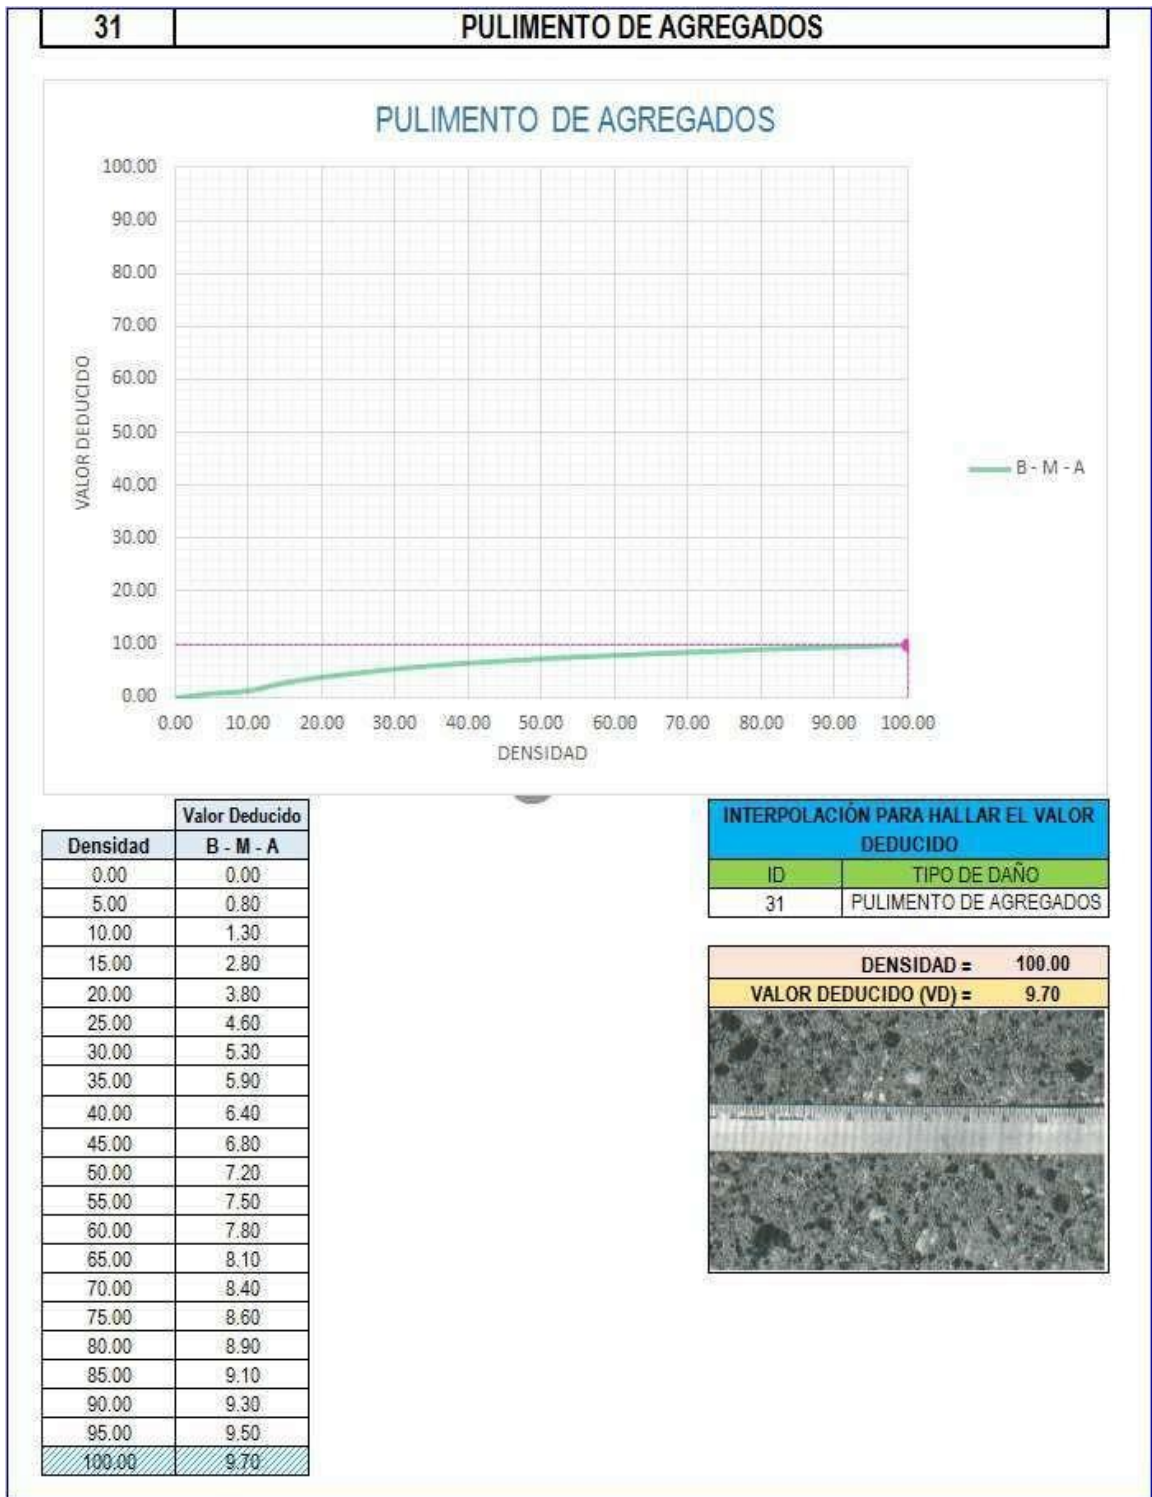 31 PULIMENTO DE AGREGADOS
PULIMENTO DE AGREGADOS
100.00
90.00
80.00
70.00
60.00
50.00
40.00
30.00
20.00
10.00
0.00
VALOR DEDUCIDO
0.00 10.00 20.00 30.00 40.00 50.00 60.00 70.00 80.00 90.00 100.00
DENSIDAD
B - M - A
Valor Deducido
Densidad B - M - A
0.00 0.00
5.00 0.80
10.00 1.30
15.00 2.80
20.00 3.80
25.00 4.60
30.00 5.30
35.00 5.90
40.00 6.40
45.00 6.80
50.00 7.20
55.00 7.50
60.00 7.80
65.00 8.10
70.00 8.40
75.00 8.60
80.00 8.90
85.00 9.10
90.00 9.30
95.00 9.50
100.00 9.70
INTERPOLACIÓN PARA HALLAR EL VALOR
DEDUCIDO
ID TIPO DE DAÑO
31 PULIMENTO DE AGREGADOS
DENSIDAD = 100.00
VALOR DEDUCIDO (VD) = 9.70